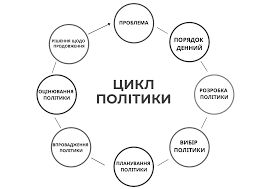 ПРОБЛЕМА
ПОРЯДОК
ДЕННИЙ
РОЗРОБКА
ПОЛІТИКИ
ВИБІР
ПОЛІТИКИ
ПЛАНУВАННЯ
ПОЛІТИКИ
ВПРОВАДЖЕННЯ
ПОЛІТИКИ
ОЦІНЮВАННЯ
ПОЛІТИКИ
РІШЕННЯ ЩОДО
ПРОДОВЖЕННЯ
ЦИКЛ
ПОЛІТИКИ